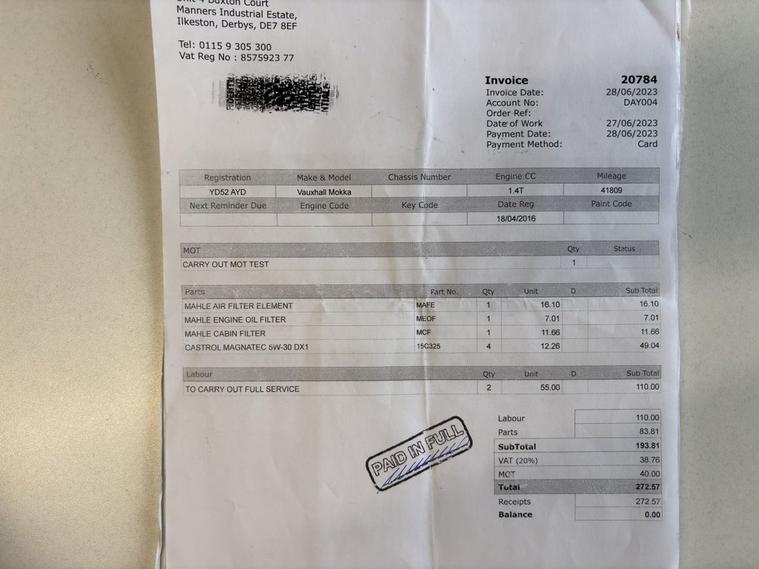 Unit 4 Buxton Court
Manners Industrial Estate,
Ilkeston, Derbys, DE7 8EF
Tel: 0115 9 305 300
Vat Reg No : 8575923 77
Invoice 20784
Invoice Date: 28/06/2023
Account No: DAY004
Order Ref:
Date of Work 27/06/2023
Payment Date: 28/06/2023
Payment Method: Card
Registration Make & Model Chassis Number Engine CC Mileage
YD52 AYD Vauxhall Mokka 1.4T 41809
Next Reminder Due Engine Code Key Code Date Reg Paint Code
18/04/2016
MOT Qty Status
CARRY OUT MOT TEST 1
Parts Part No. Qty Unit D Sub Total
MAHLE AIR FILTER ELEMENT MAFE 1 16.10 16.10
MAHLE ENGINE OIL FILTER MEOF 1 7.01 7.01
MAHLE CABIN FILTER MCF 1 11.66 11.66
CASTROL MAGNATEC 5W-30 DX1 15C325 4 12.26 49.04
Labour Qty Unit D Sub Total
TO CARRY OUT FULL SERVICE 2 55.00 110.00
Labour 110.00
Parts 83.81
SubTotal 193.81
VAT (20%) 38.76
MOT 40.00
Total 272.57
Receipts 272.57
Balance 0.00
PAID IN FULL